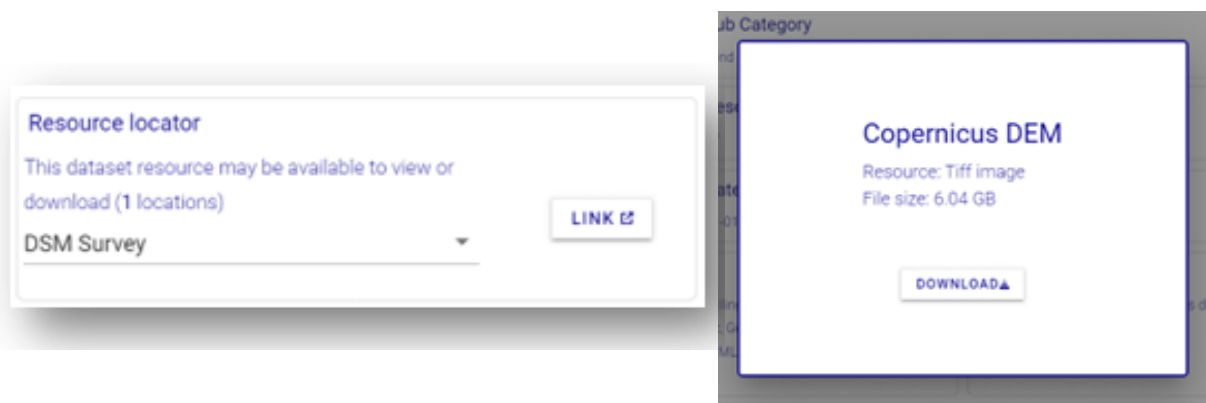 Resource locator
This dataset resource may be available to view or
download (1 locations)
LINK
DSM Survey
Category
Copernicus DEM
Resource: Tiff image
File size: 6.04 GB
DOWNLOAD